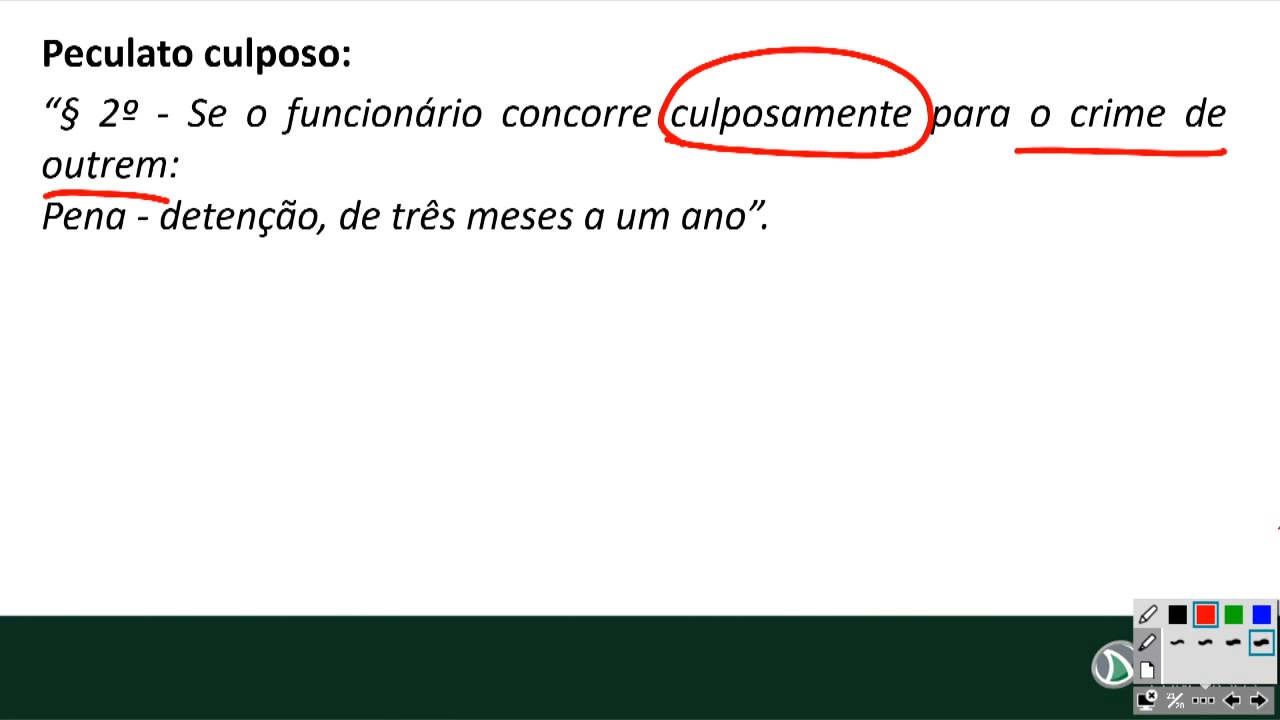 Peculato culposo:
“§ 2º - Se o funcionário concorre culposamente para o crime de
outrem:
Pena - detenção, de três meses a um ano”.